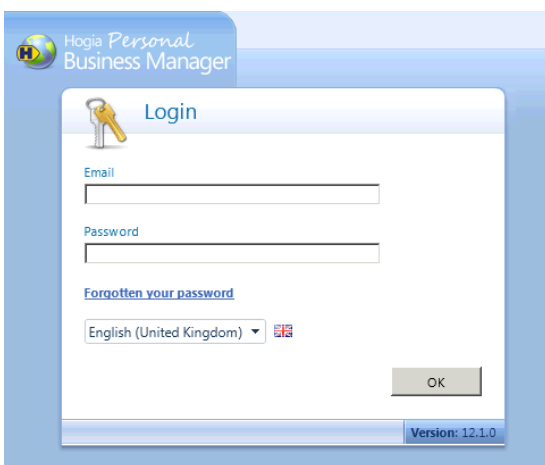 Hogia Personal
Business Manager
Login
Email
Password
Forgotten your password
English (United Kingdom)
OK
Version: 12.1.0